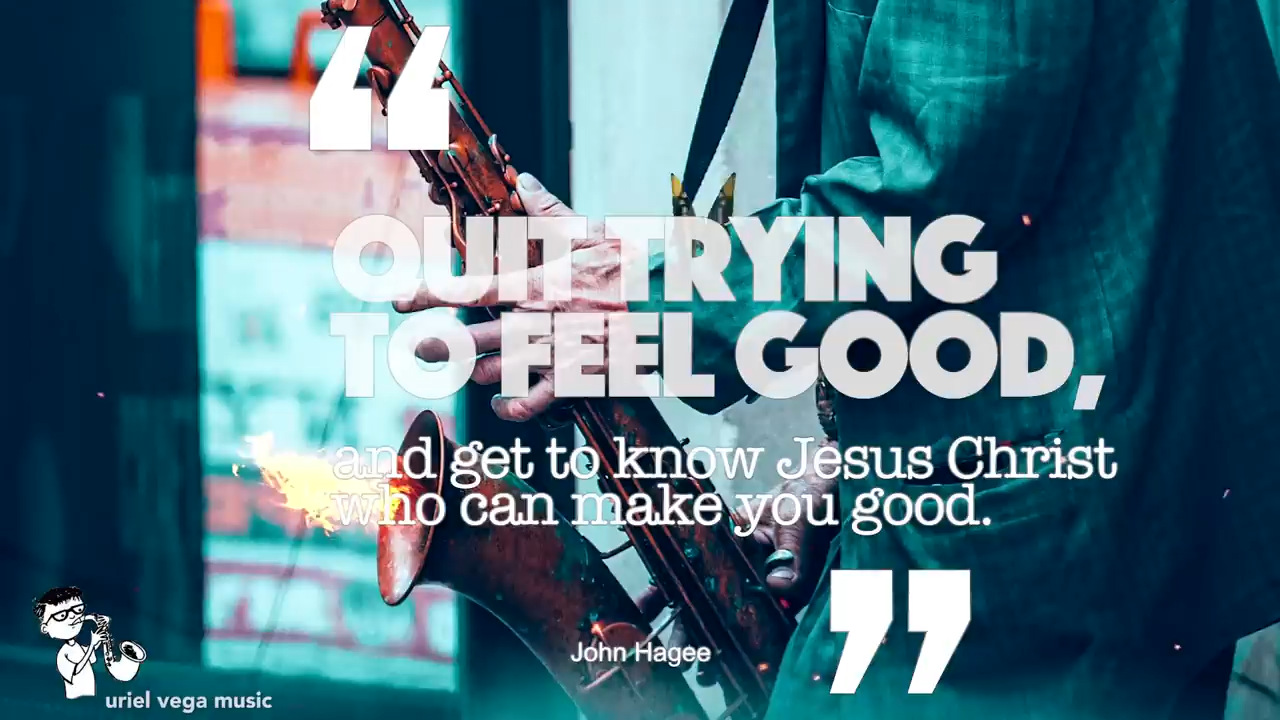 “
QUIT TRYING
TO FEEL GOOD,
and get to know Jesus Christ
who can make you good.
”
John Hagee
uriel vega music